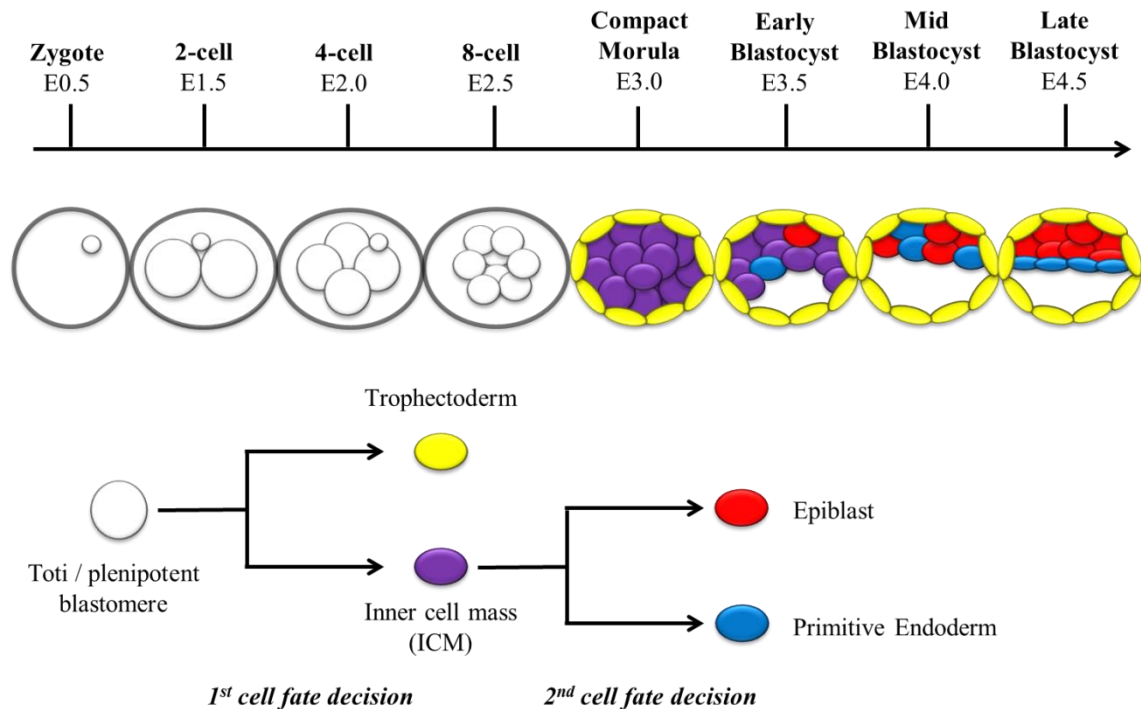 Zygote
E0.5
2-cell
E1.5
4-cell
E2.0
8-cell
E2.5
Compact
Morula
E3.0
Early
Blastocyst
E3.5
Mid
Blastocyst
E4.0
Late
Blastocyst
E4.5
Trophectoderm
Toti / plenipotent
blastomere
Inner cell mass
(ICM)
Epiblast
Primitive Endoderm
1st cell fate decision
2nd cell fate decision